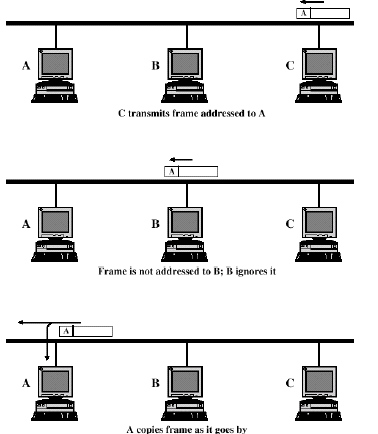 A
A B C
C transmits frame addressed to A
A
A B C
Frame is not addressed to B; B ignores it
A
A B C
A copies frame as it goes by